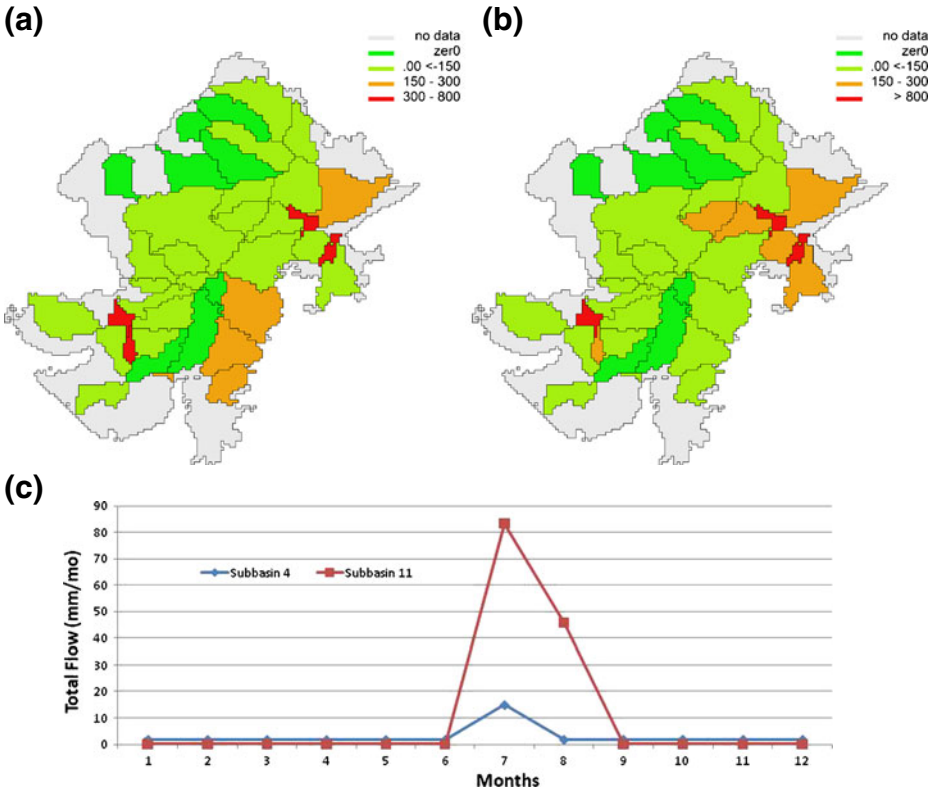 (a)
no data
zer0
.00 <-150
150 - 300
300 - 800
(b)
no data
zer0
.00 <-150
150 - 300
> 800
(c)
90
80
70
60
50
40
30
20
10
0
Total Flow (mm/mo)
Subbasin 4
Subbasin 11
1 2 3 4 5 6 7 8 9 10 11 12
Months